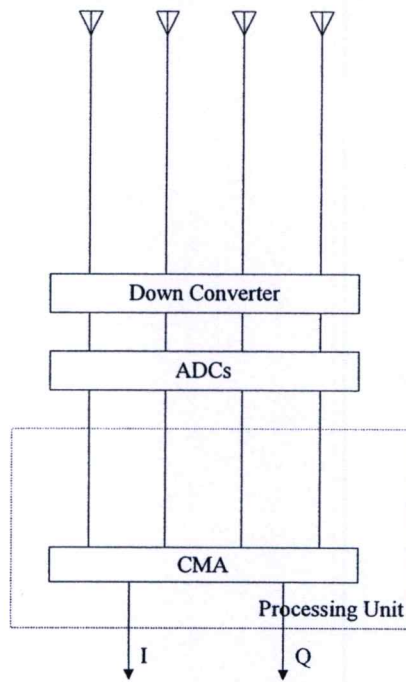 Down Converter
ADCs
CMA
Processing Unit
I
Q